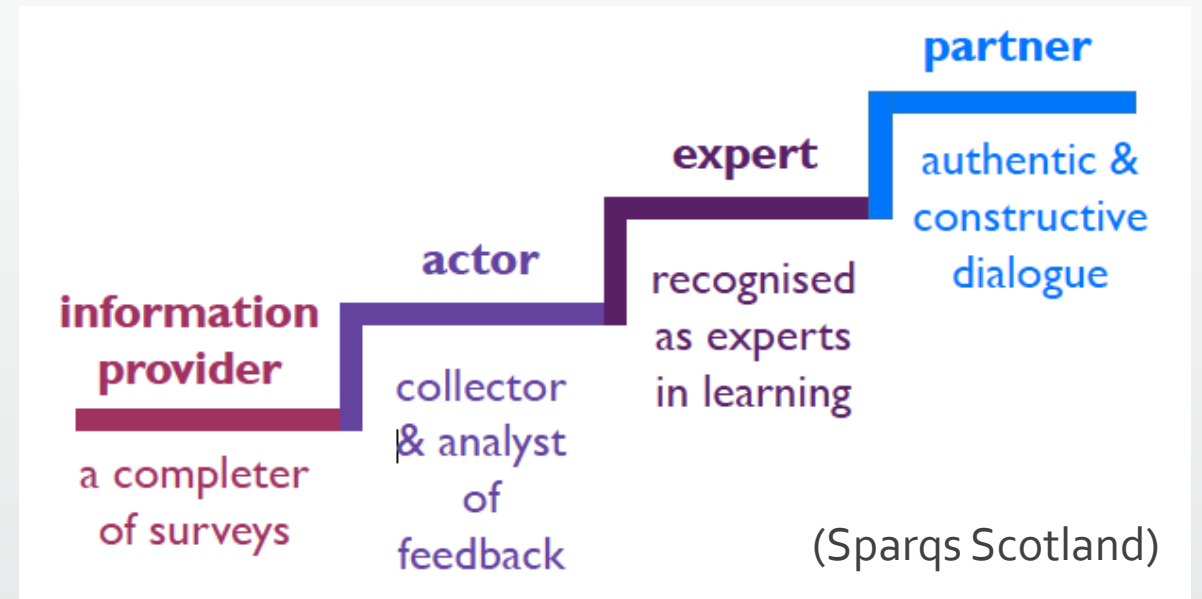 information
provider
a completer
of surveys
actor
collector
& analyst
of
feedback
expert
recognised
as experts
in learning
partner
authentic &
constructive
dialogue
(Sparqs Scotland)